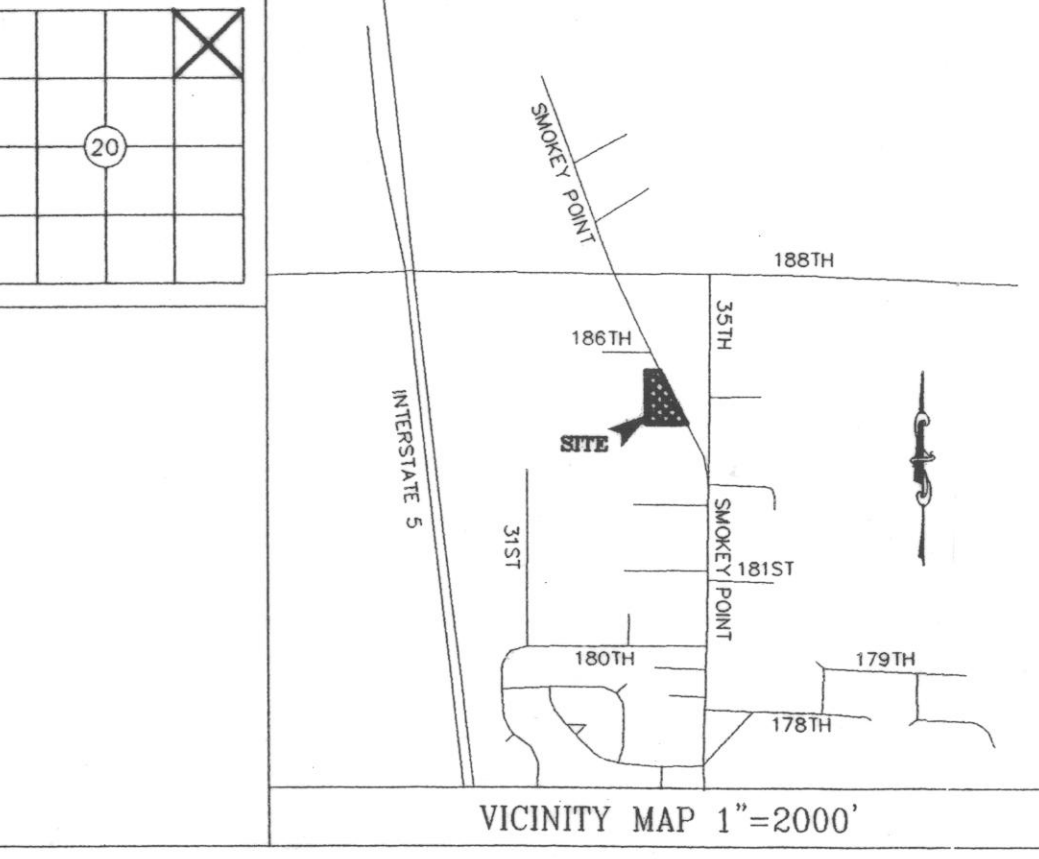 20
SMOKEY POINT
188TH
35TH
186TH
SITE
INTERSTATE 5
31ST
SMOKEY POINT
181ST
180TH
179TH
178TH
VICINITY MAP 1"=2000'